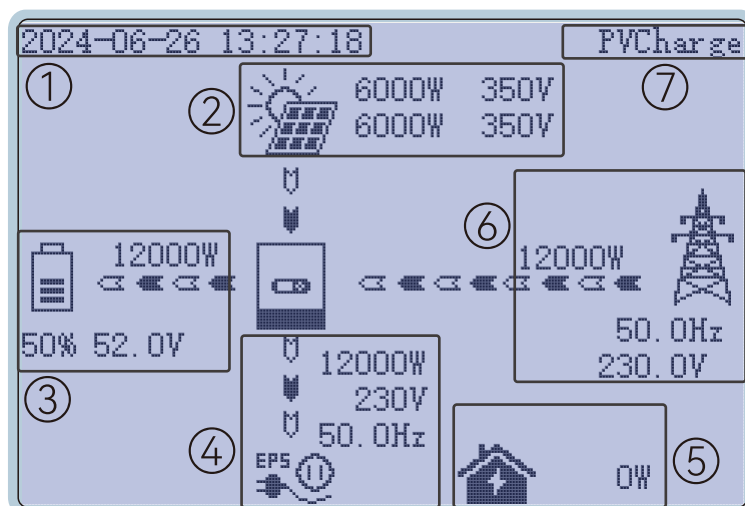 2024-06-26 13:27:18
PVCharge
①
②
⑦
6000W 350V
6000W 350V
⑥
12000W
12000W
50% 52.0V
50.0Hz
230.0V
③
12000W
230V
50.0Hz
④
EPS
0W
⑤